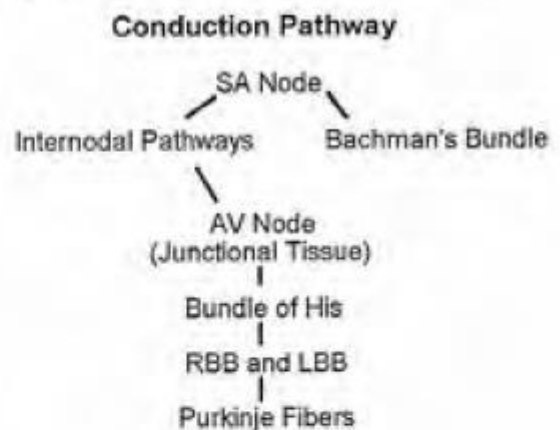 Conduction Pathway
SA Node
Internodal Pathways
Bachman's Bundle
AV Node
(Junctional Tissue)
Bundle of His
RBB and LBB
Purkinje Fibers